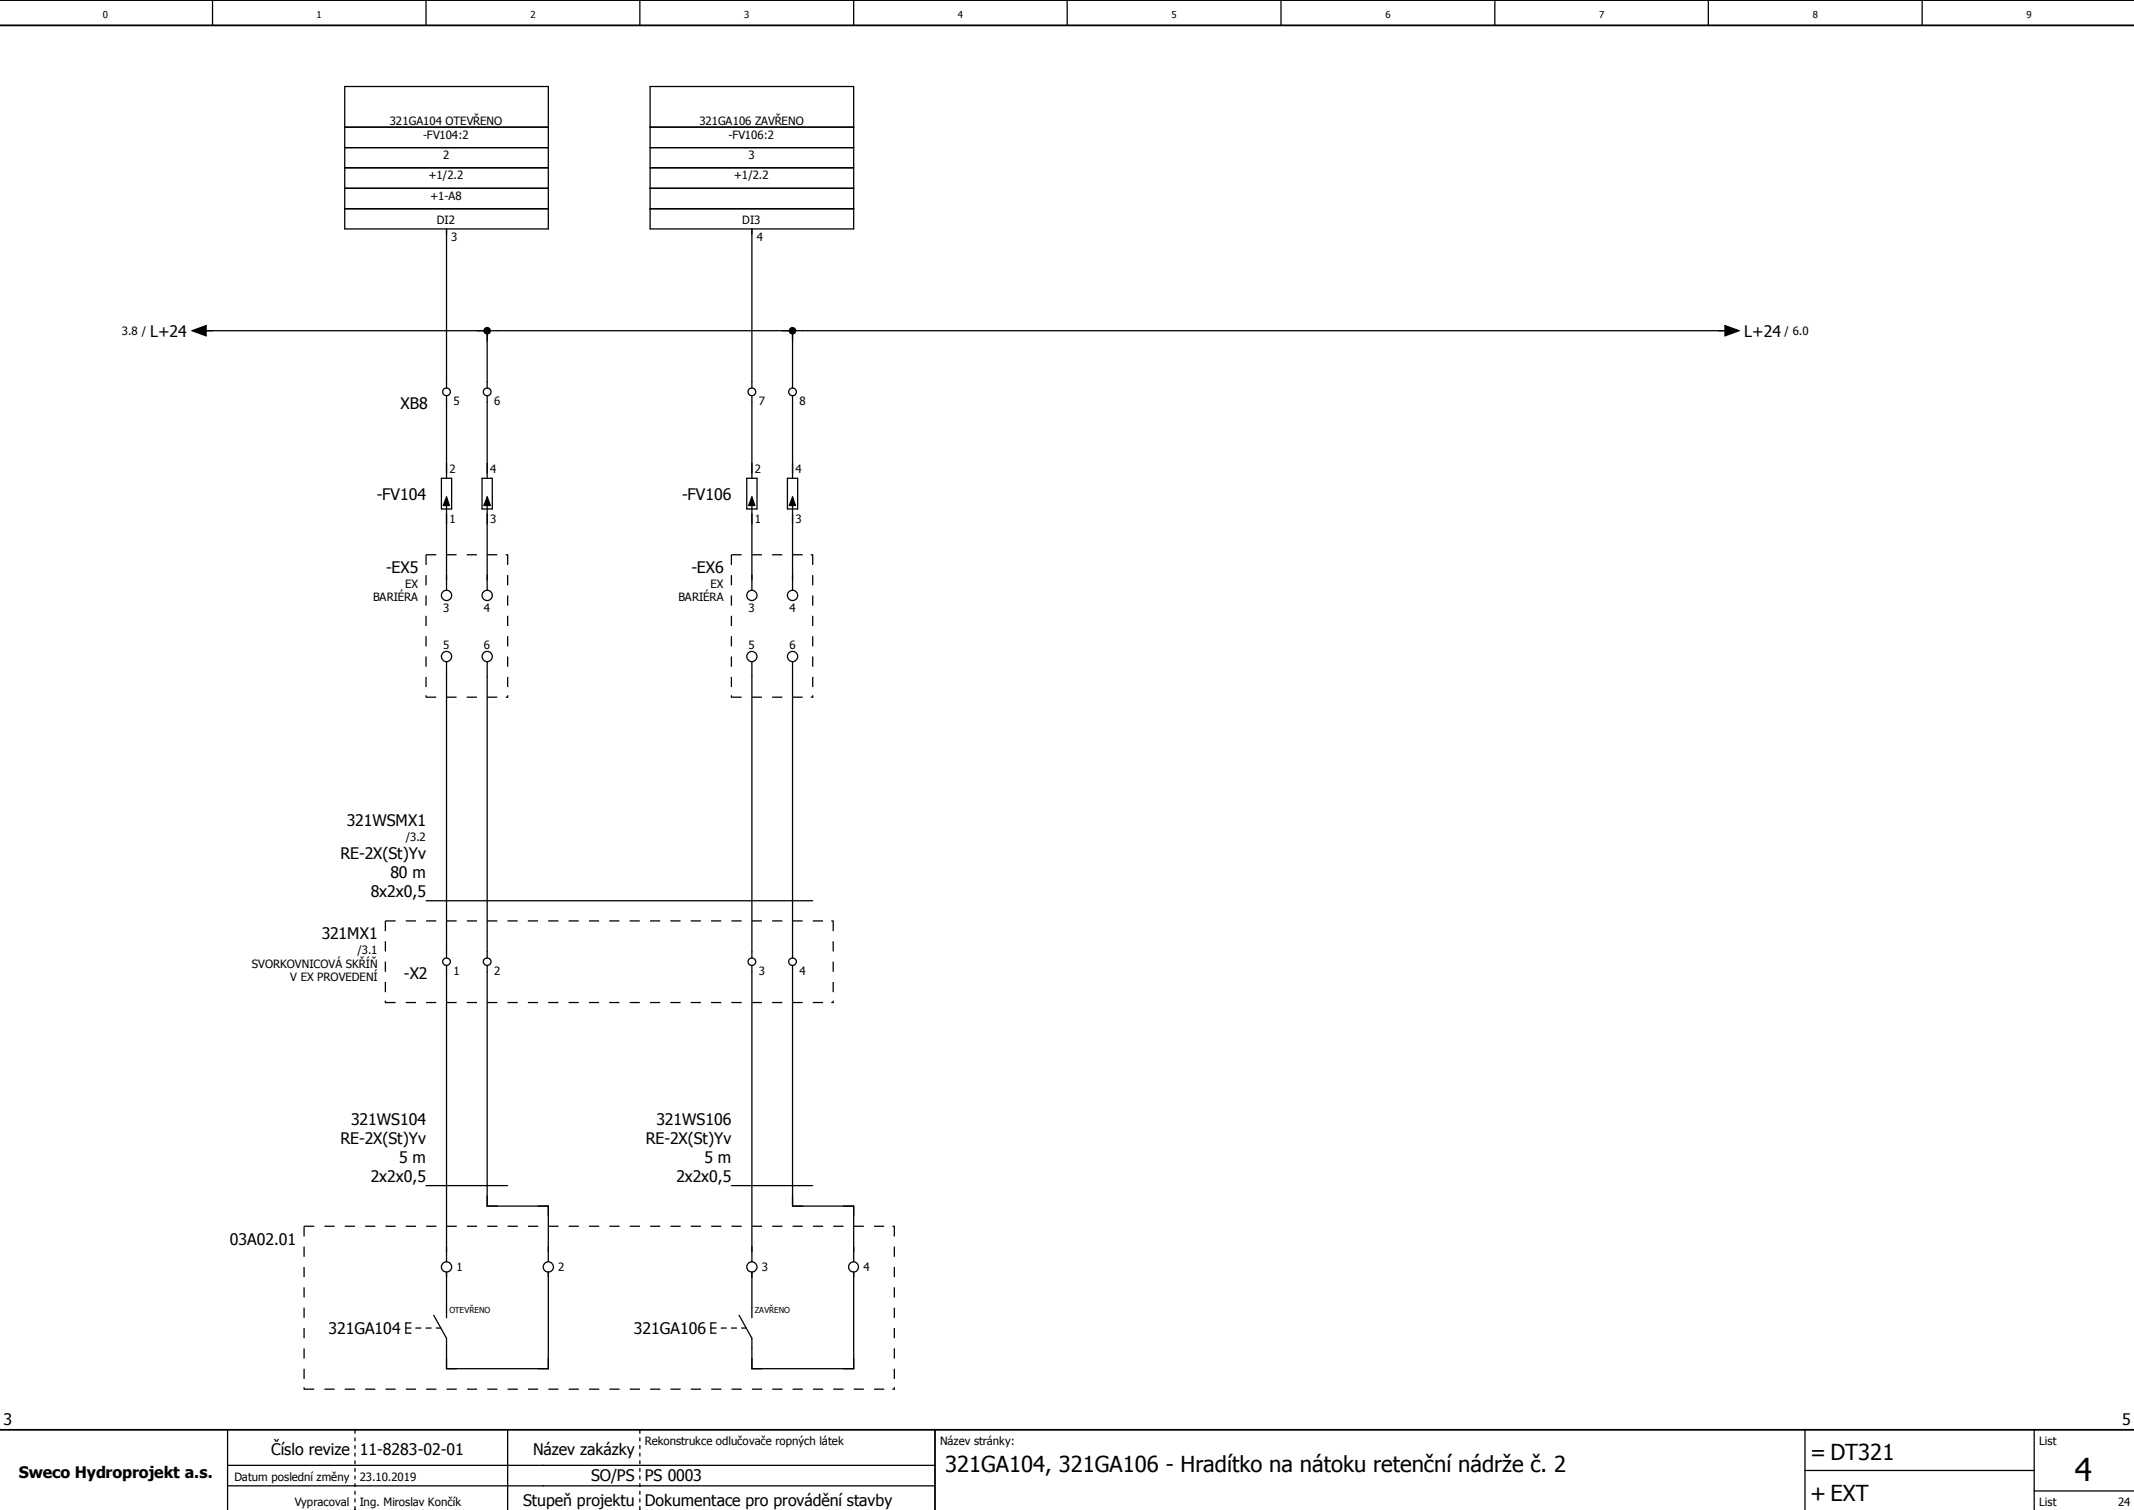 0 1 2 3 4 5 6 7 8 9
321GA104 OTEVŘENO
-FV104:2
2
+1/2.2
+1-A8
DI2
3
321GA106 ZAVŘENO
-FV106:2
3
+1/2.2
DI3
4
3.8 / L+24
L+24 / 6.0
XB8 5 6 7 8
2 4 2 4
-FV104 -FV106
1 3 1 3
-EX5
EX
BARIÉRA
3 4
5 6
-EX6
EX
BARIÉRA
3 4
5 6
321WSMX1
/3.2
RE-2X(St)Yv
80 m
8x2x0,5
321MX1
/3.1
SVORKOVNICOVÁ SKŘÍŇ
V EX PROVEDENÍ
-X2 1 2 3 4
321WS104
RE-2X(St)Yv
5 m
2x2x0,5
321WS106
RE-2X(St)Yv
5 m
2x2x0,5
03A02.01
1 2 3 4
OTEVŘENO
321GA104 E
ZAVŘENO
321GA106 E
3 5
Sweco Hydroprojekt a.s.
Číslo revize 11-8283-02-01
Datum poslední změny 23.10.2019
Vypracoval Ing. Miroslav Končík
Název zakázky Rekonstrukce odlučovače ropných látek
SO/PS PS 0003
Stupeň projektu Dokumentace pro provádění stavby
Název stránky:
321GA104, 321GA106 - Hradítko na nátoku retenční nádrže č. 2
= DT321
+ EXT
List
4
List 24